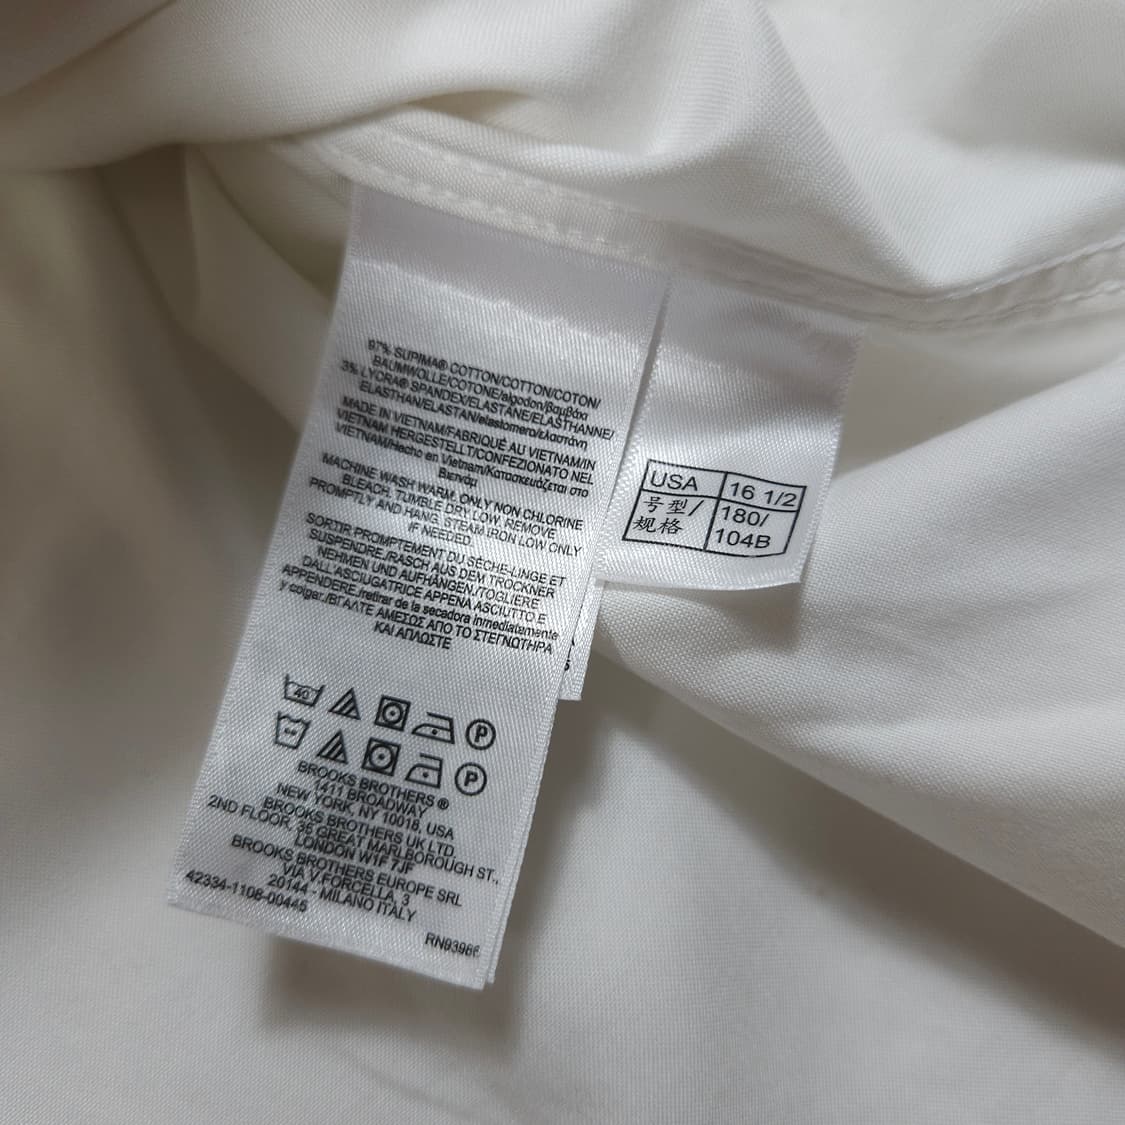 97% SUPIMA® COTTON/COTTON/COTON/
BAUMWOLLE/COTONE/algodon/βαμβάκι
3% LYCRA® SPANDEX/ELASTANE/ELASTHANNE/
ELASTHAN/ELASTAN/elastomero/ελαστάνη
MADE IN VIETNAM/FABRIQUÉ AU VIETNAM/IN
VIETNAM HERGESTELLT/CONFEZIONATO NEL
VIETNAM/Hecho en Vietnam/Κατασκευάζεται στο
Βιετνάμ
MACHINE WASH WARM. ONLY NON CHLORINE
BLEACH. TUMBLE DRY LOW. REMOVE
PROMPTLY AND HANG. STEAM IRON LOW ONLY
IF NEEDED.
SORTIR PROMPTEMENT DU SÈCHE-LINGE ET
SUSPENDRE./RASCH AUS DEM TROCKNER
NEHMEN UND AUFHÄNGEN./TOGLIERE
DALL'ASCIUGATRICE APPENA ASCIUTTO E
APPENDERE./retirar de la secadora inmediatamente
y colgar./ΒΓΑΛΤΕ ΑΜΕΣΩΣ ΑΠΟ ΤΟ ΣΤΕΓΝΩΤΗΡΑ
ΚΑΙ ΑΠΛΩΣΤΕ
40
P
P
BROOKS BROTHERS ®
1411 BROADWAY
NEW YORK, NY 10018, USA
BROOKS BROTHERS UK LTD.
2ND FLOOR, 35 GREAT MARLBOROUGH ST.,
LONDON W1F 7JF
BROOKS BROTHERS EUROPE SRL
VIA V.FORCELLA, 3
20144 - MILANO ITALY
42334-1108-00445
RN93986
USA 16 1/2
号型/ 180/
规格 104B